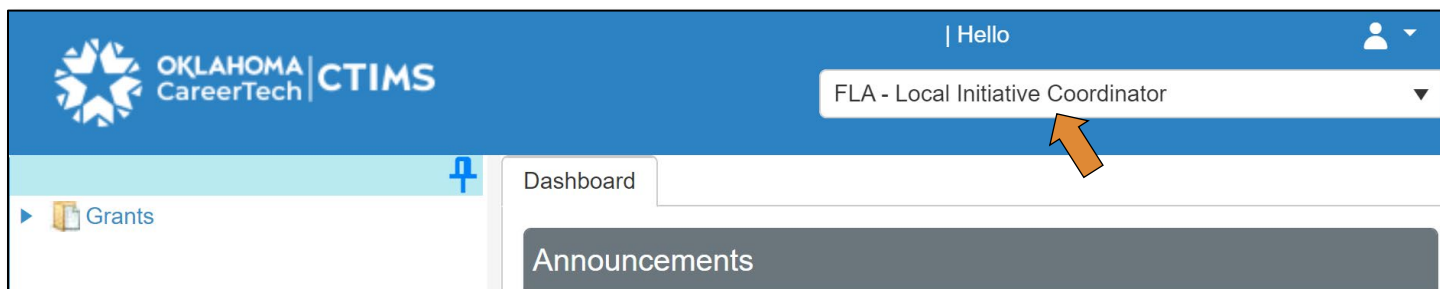 | Hello
OKLAHOMA
CareerTech
CTIMS
FLA - Local Initiative Coordinator
Dashboard
Grants
Announcements